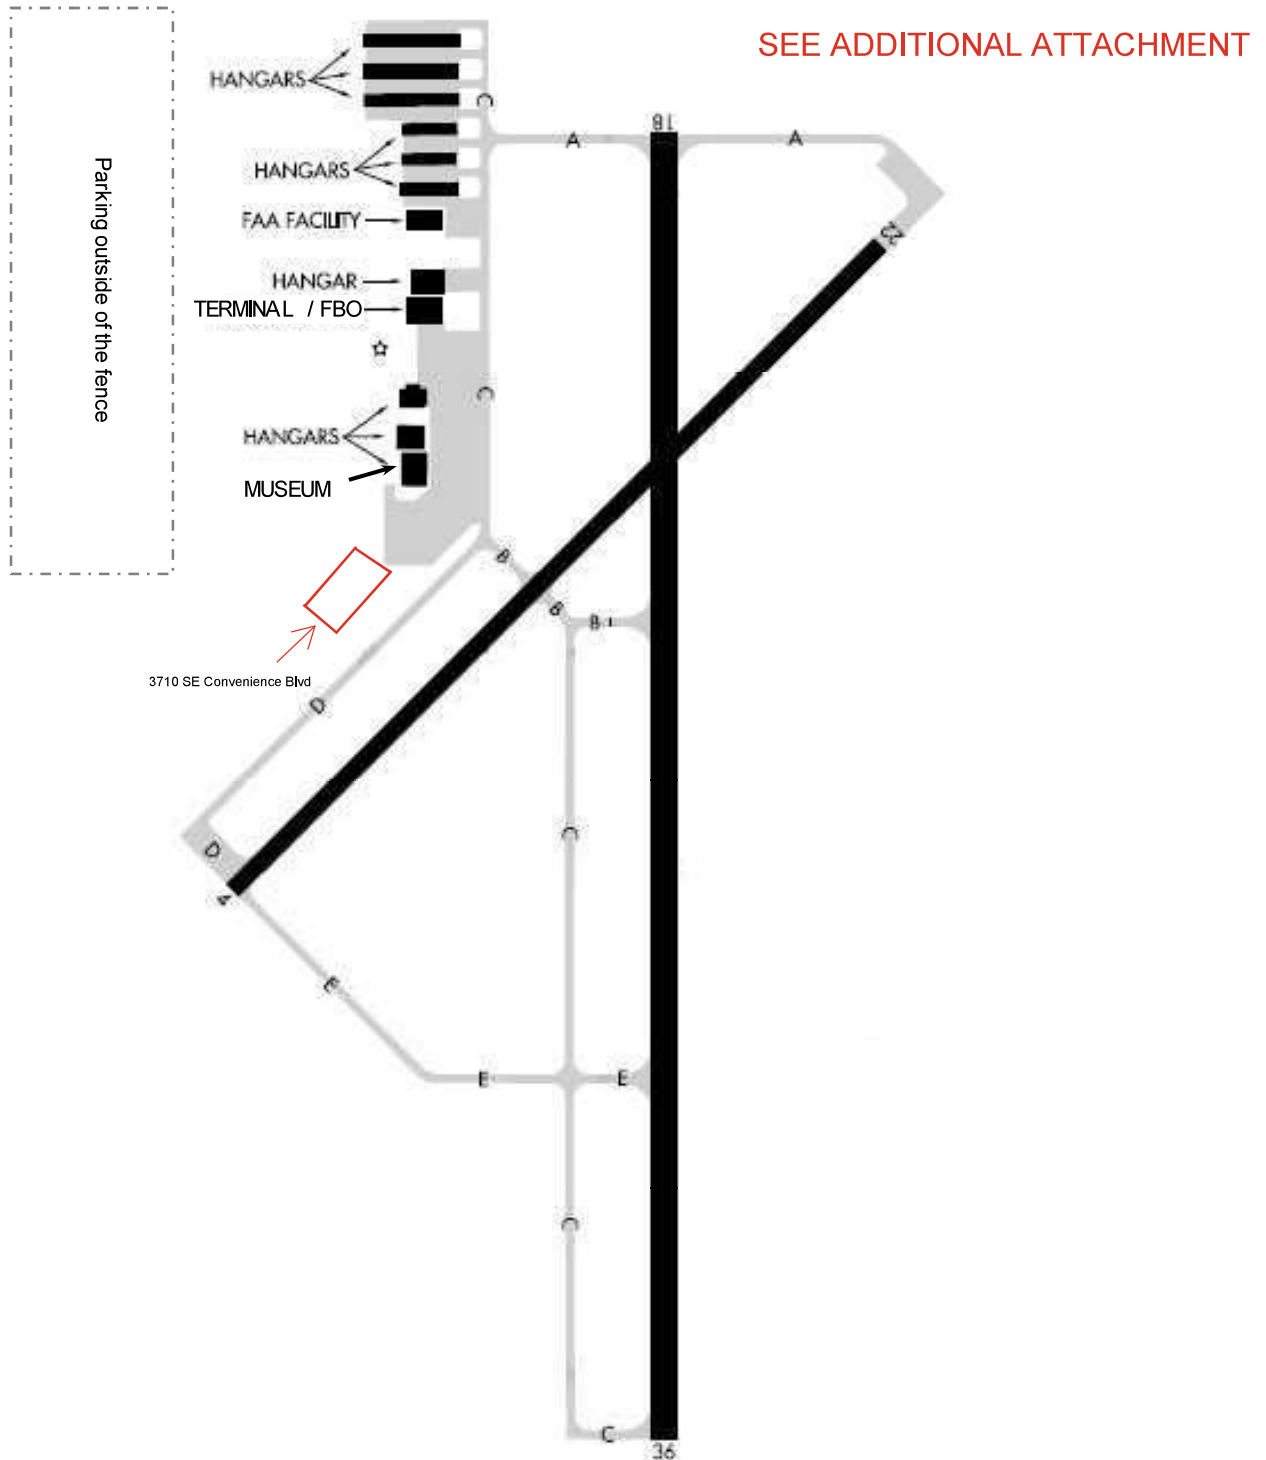 SEE ADDITIONAL ATTACHMENT
HANGARS
C
18
A
A
Parking outside of the fence
HANGARS
FAA FACILITY
22
HANGAR
TERMINAL / FBO
C
HANGARS
MUSEUM
B
B
B I
3710 SE Convenience Blvd
D
C
D
4
E
E
E
C
C
36